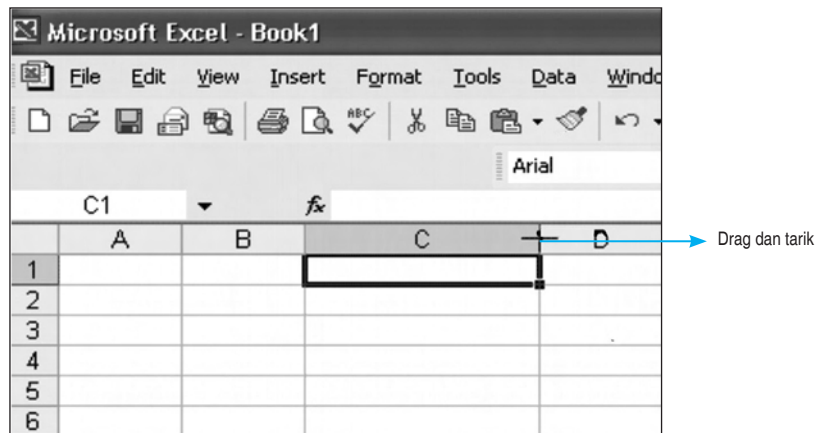 Microsoft Excel - Book1
File Edit View Insert Format Tools Data
ABC
Arial
C1 fx
A B C D
Drag dan tarik
1
2
3
4
5
6